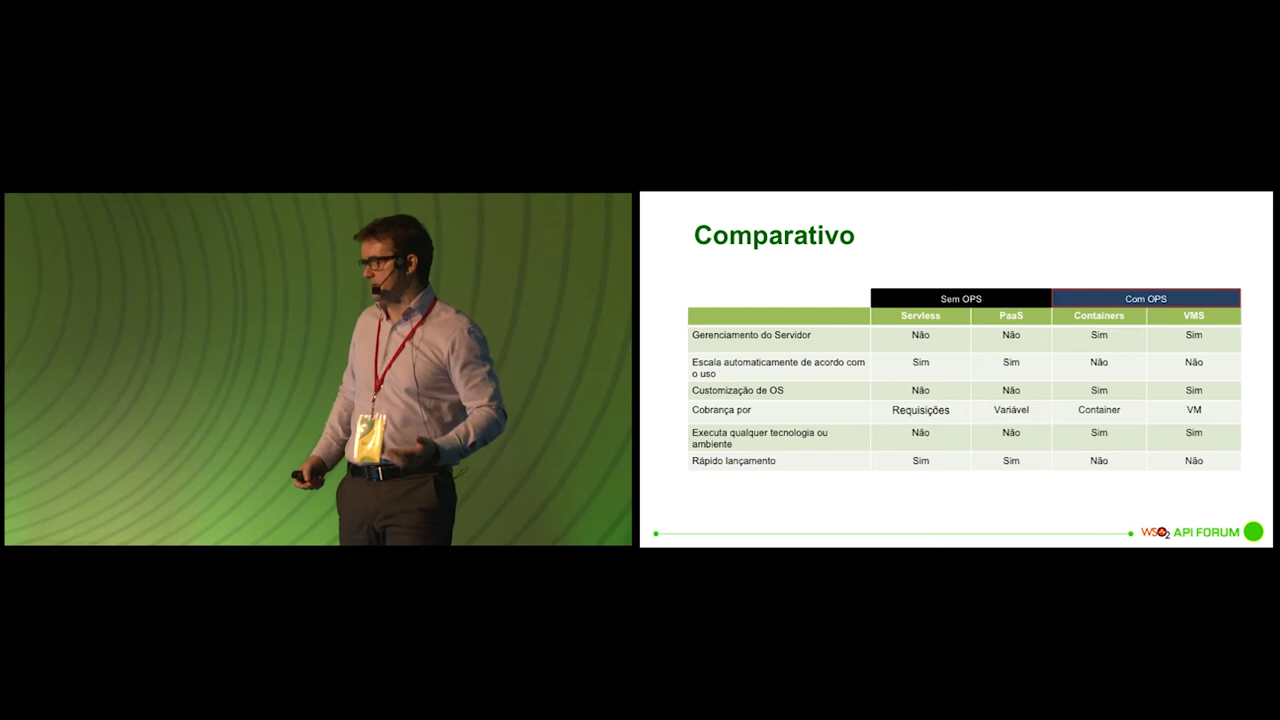 Comparativo
Sem OPS Com OPS
Servless PaaS Containers VMS
Gerenciamento do Servidor Não Não Sim Sim
Escala automaticamente de acordo com
o uso Sim Sim Não Não
Customização de OS Não Não Sim Sim
Cobrança por Requisições Variável Container VM
Executa qualquer tecnologia ou
ambiente Não Não Sim Sim
Rápido lançamento Sim Sim Não Não
WSO2 API FORUM